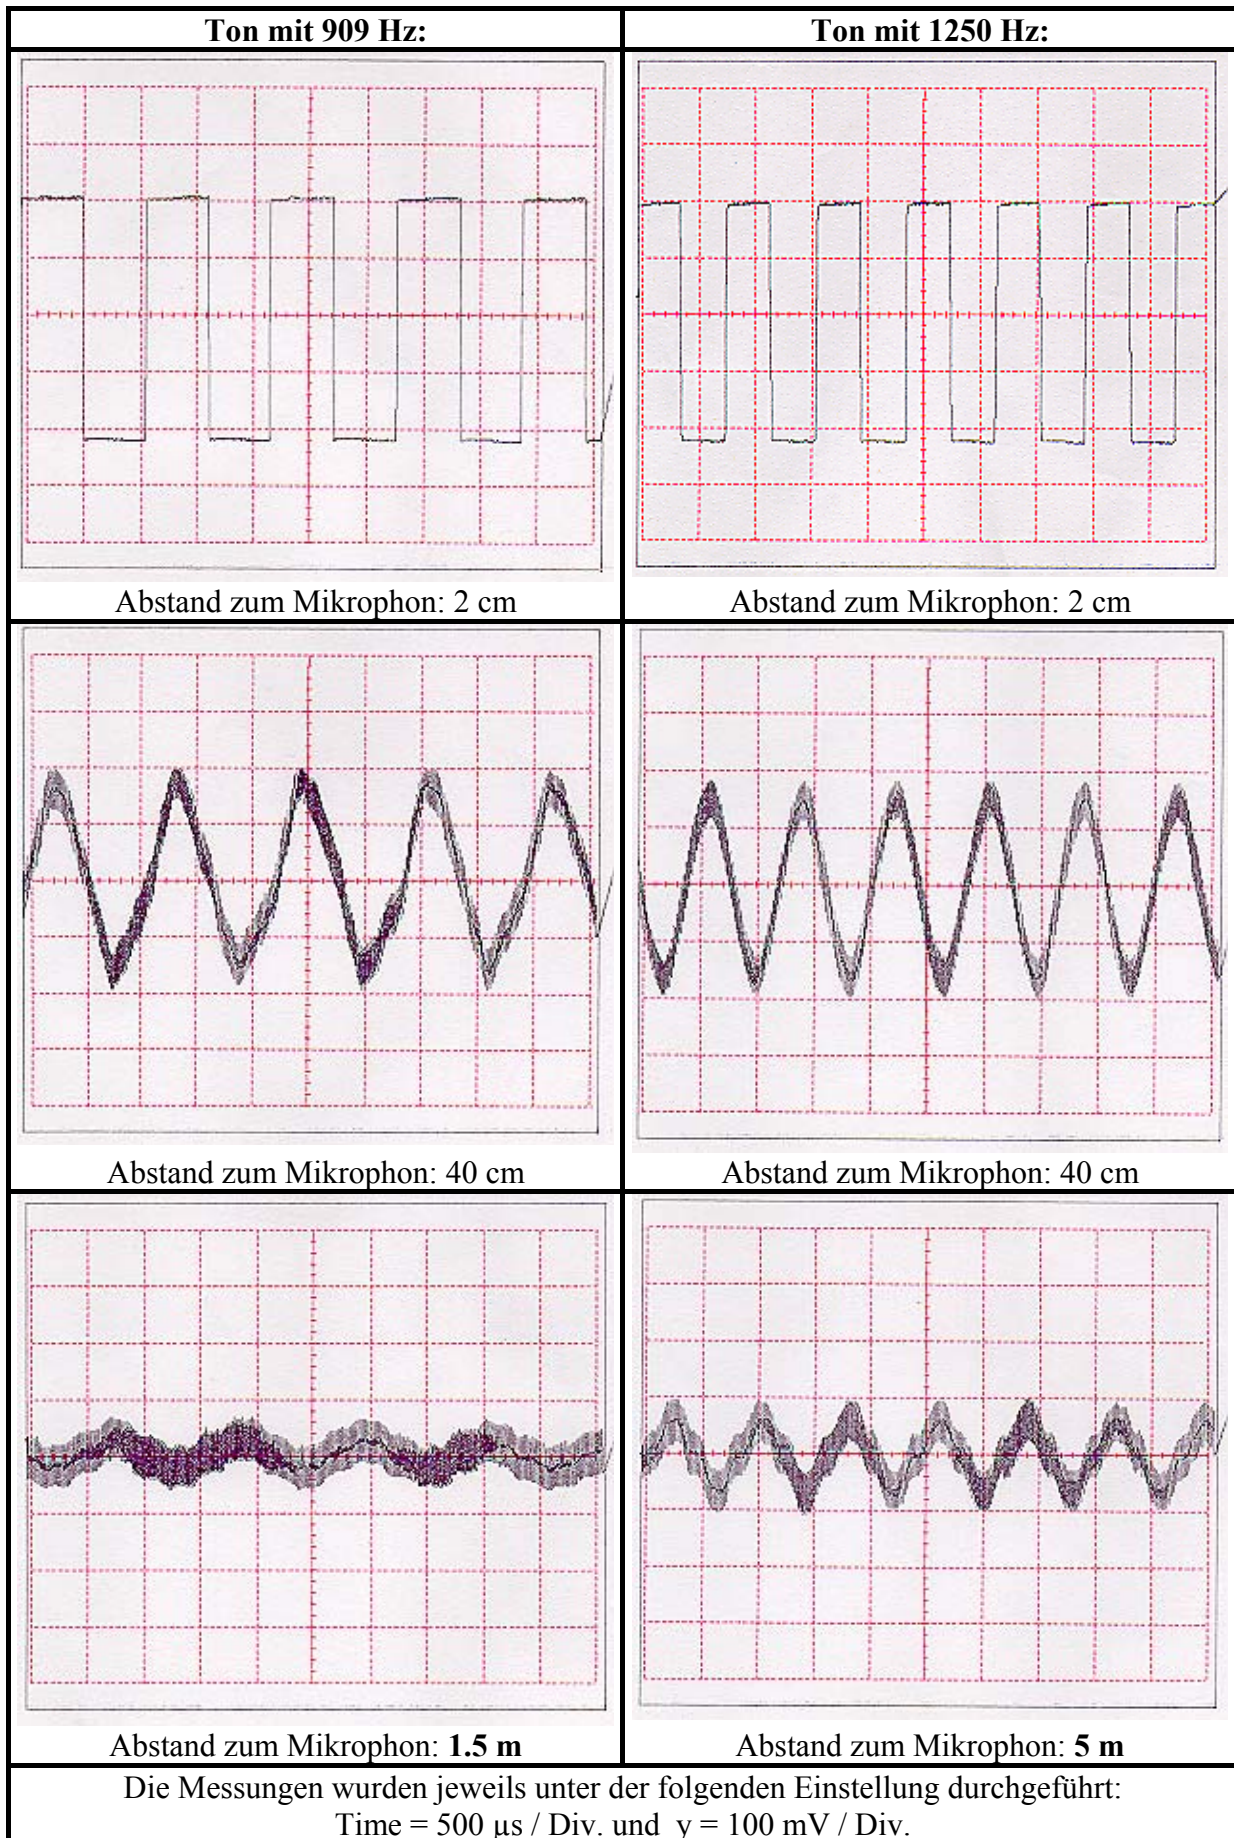 Ton mit 909 Hz:
Ton mit 1250 Hz:
Abstand zum Mikrophon: 2 cm
Abstand zum Mikrophon: 2 cm
Abstand zum Mikrophon: 40 cm
Abstand zum Mikrophon: 40 cm
Abstand zum Mikrophon: 1.5 m
Abstand zum Mikrophon: 5 m
Die Messungen wurden jeweils unter der folgenden Einstellung durchgeführt:
Time = 500 µs / Div. und y = 100 mV / Div.